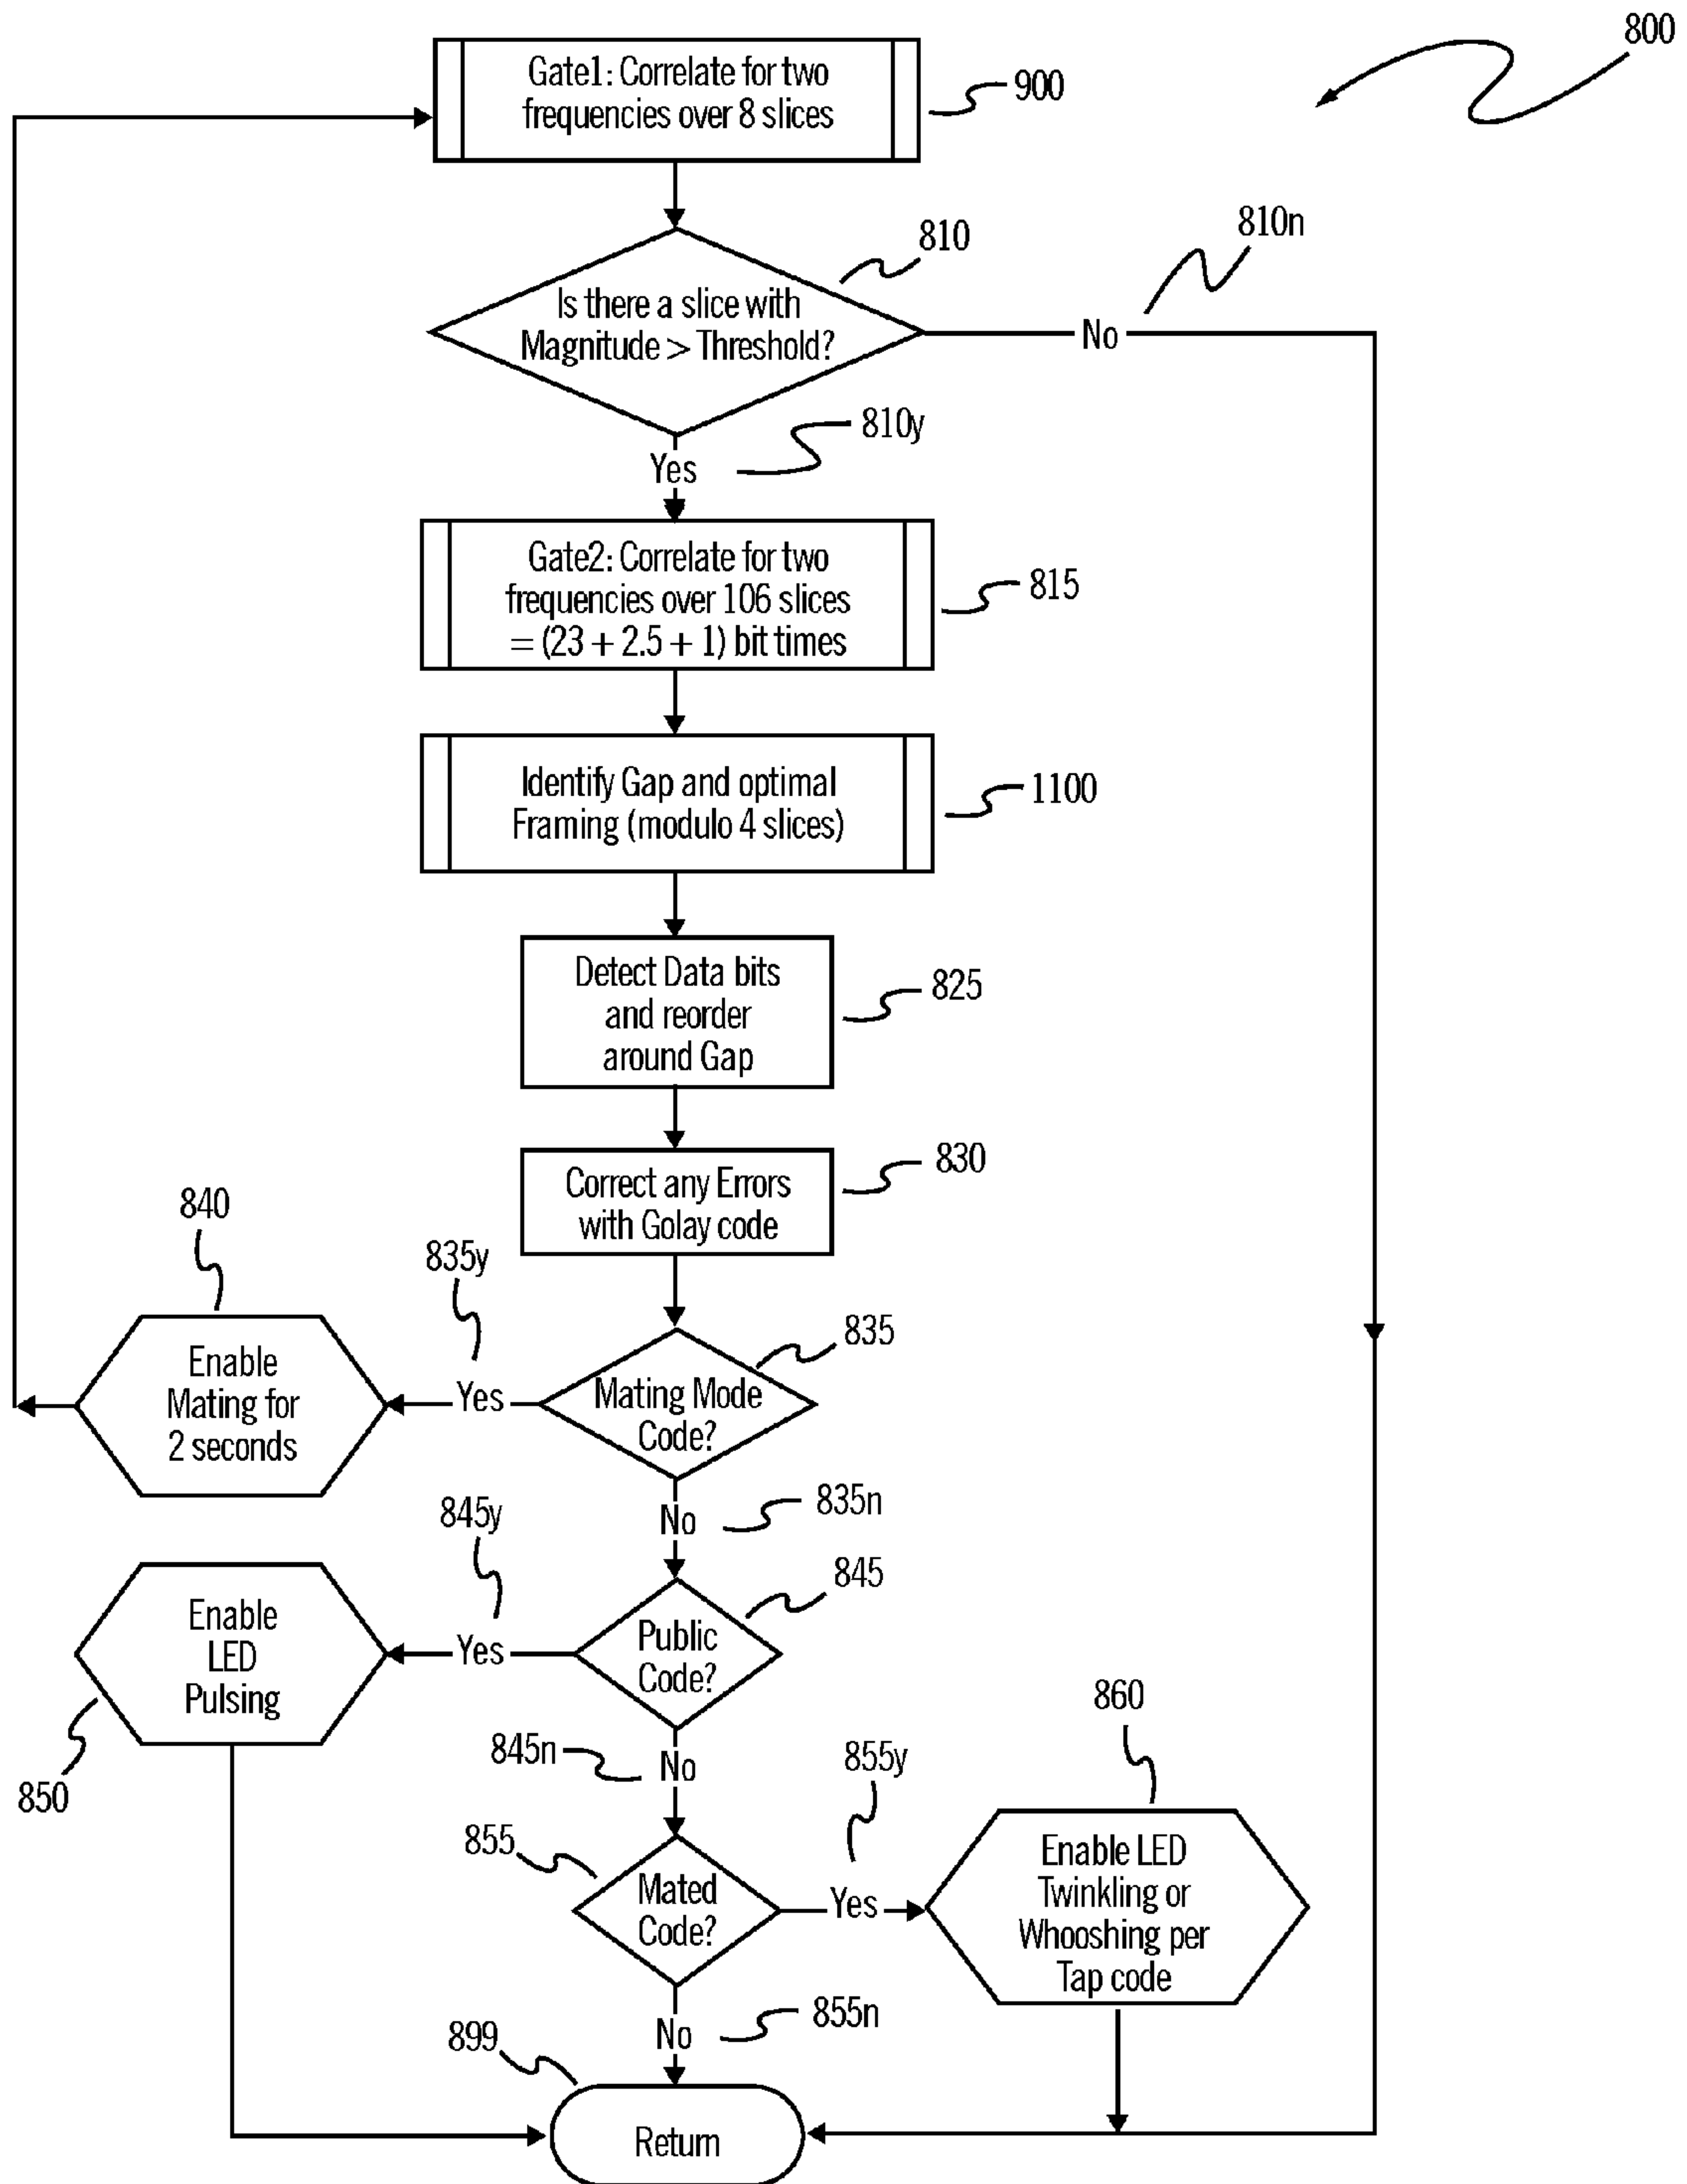 800
Gate1: Correlate for two
frequencies over 8 slices
900
810
810n
Is there a slice with
Magnitude > Threshold?
No
810y
Yes
Gate2: Correlate for two
frequencies over 106 slices
= (23 + 2.5 + 1) bit times
815
Identify Gap and optimal
Framing (modulo 4 slices)
1100
Detect Data bits
and reorder
around Gap
825
Correct any Errors
with Golay code
830
840
835y
835
Enable
Mating for
2 seconds
Yes
Mating Mode
Code?
845y
No
835n
845
Enable
LED
Pulsing
Yes
Public
Code?
850
845n
No
855y
860
855
Mated
Code?
Yes
Enable LED
Twinkling or
Whooshing per
Tap code
No
855n
899
Return